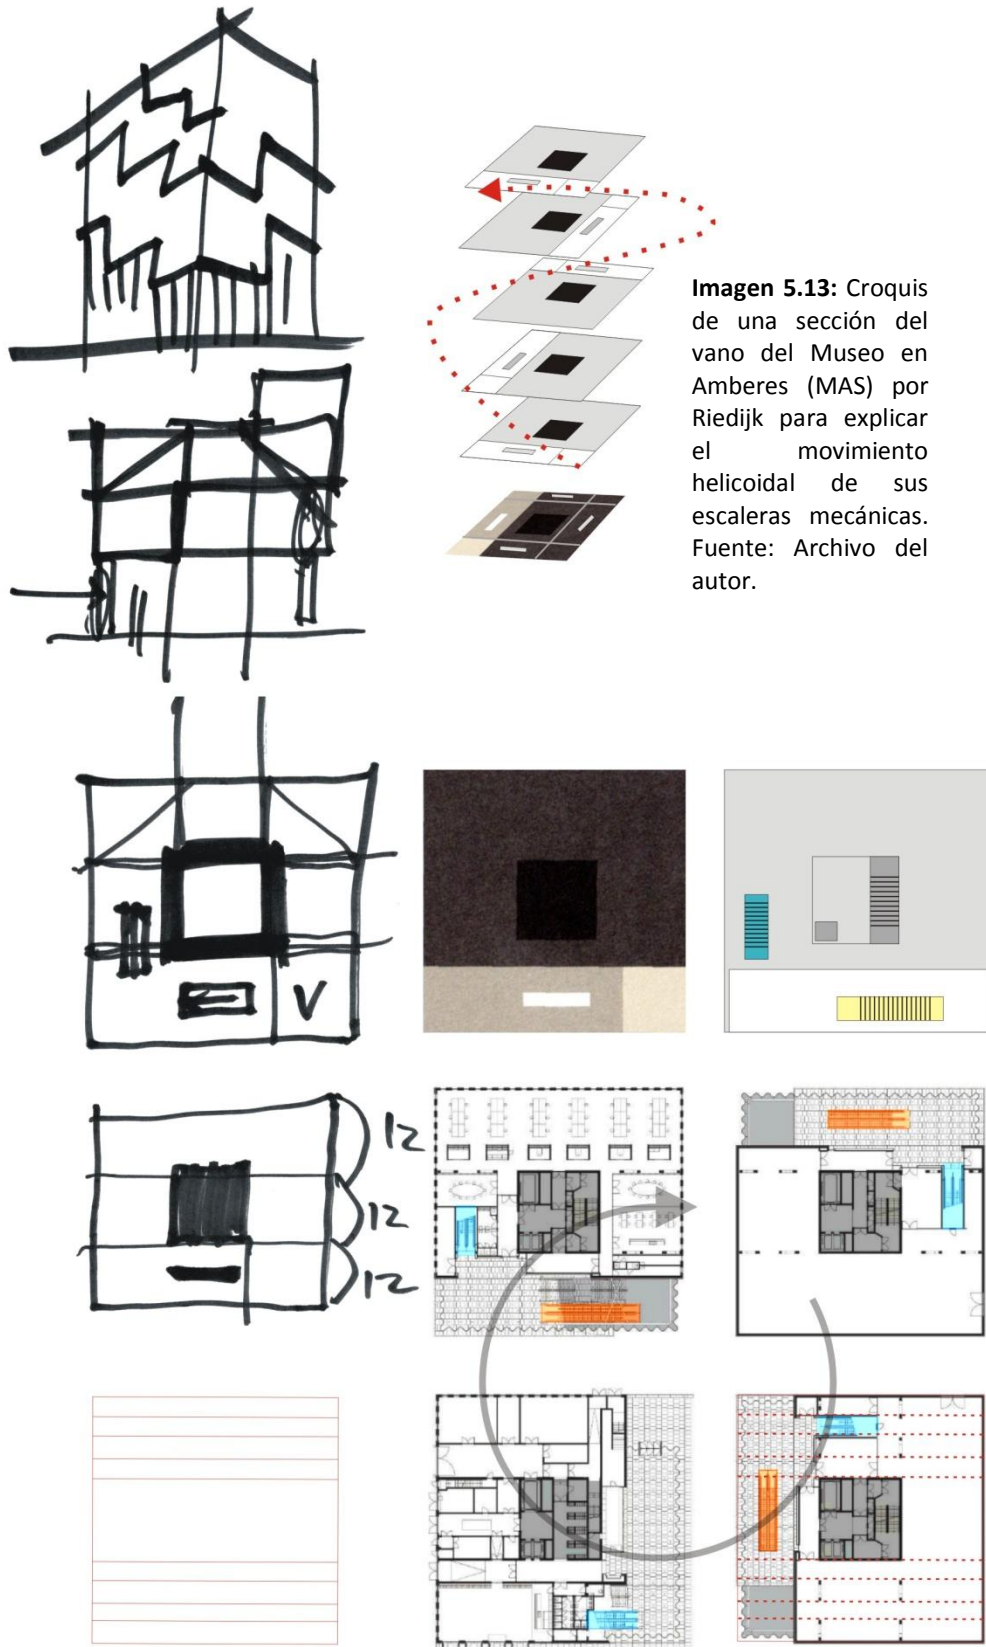 Imagen 5.13: Croquis
de una sección del
vano del Museo en
Amberes (MAS) por
Riedijk para explicar
el movimiento
helicoidal de sus
escaleras mecánicas.
Fuente: Archivo del
autor.
V
12
12
12